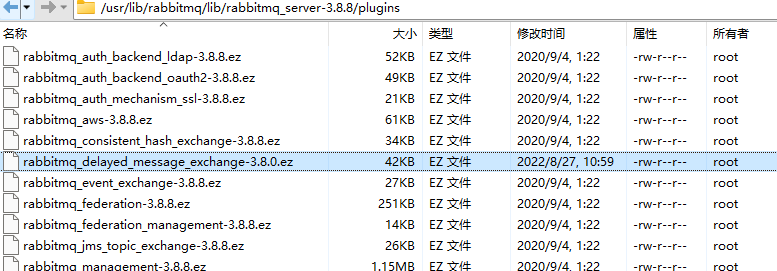 /usr/lib/rabbitmq/lib/rabbitmq_server-3.8.8/plugins
名称 大小 类型 修改时间 属性 所有者
rabbitmq_auth_backend_ldap-3.8.8.ez 52KB EZ 文件 2020/9/4, 1:22 -rw-r--r-- root
rabbitmq_auth_backend_oauth2-3.8.8.ez 49KB EZ 文件 2020/9/4, 1:22 -rw-r--r-- root
rabbitmq_auth_mechanism_ssl-3.8.8.ez 21KB EZ 文件 2020/9/4, 1:22 -rw-r--r-- root
rabbitmq_aws-3.8.8.ez 61KB EZ 文件 2020/9/4, 1:22 -rw-r--r-- root
rabbitmq_consistent_hash_exchange-3.8.8.ez 34KB EZ 文件 2020/9/4, 1:22 -rw-r--r-- root
rabbitmq_delayed_message_exchange-3.8.0.ez 42KB EZ 文件 2022/8/27, 10:59 -rw-r--r-- root
rabbitmq_event_exchange-3.8.8.ez 27KB EZ 文件 2020/9/4, 1:22 -rw-r--r-- root
rabbitmq_federation-3.8.8.ez 251KB EZ 文件 2020/9/4, 1:22 -rw-r--r-- root
rabbitmq_federation_management-3.8.8.ez 14KB EZ 文件 2020/9/4, 1:22 -rw-r--r-- root
rabbitmq_jms_topic_exchange-3.8.8.ez 26KB EZ 文件 2020/9/4, 1:22 -rw-r--r-- root
rabbitmq_management-3.8.8.ez 1.15MB EZ 文件 2020/9/4, 1:22 -rw-r--r-- root